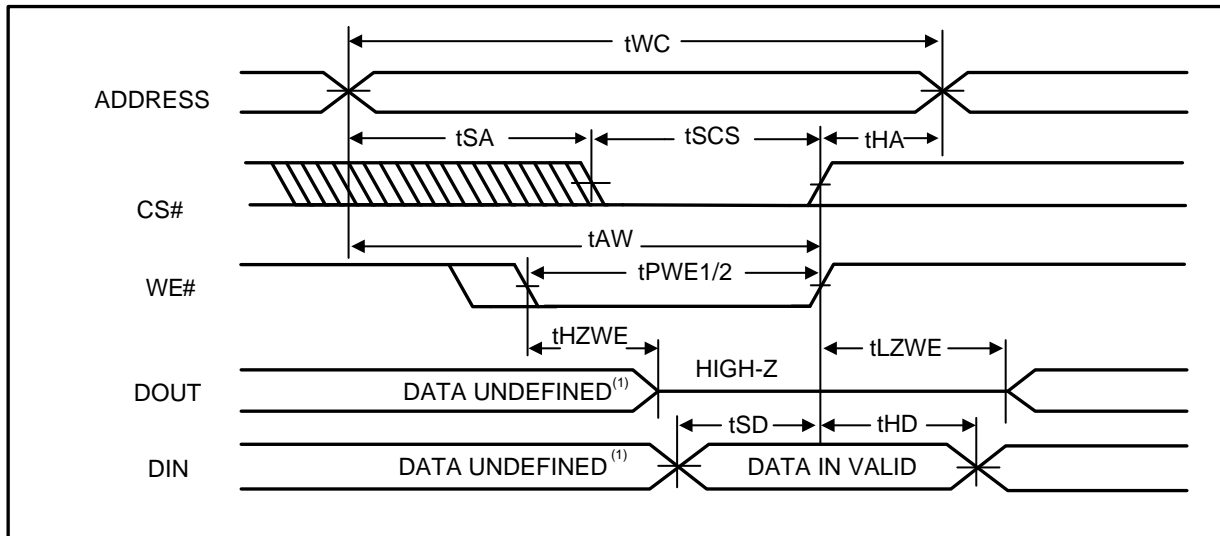 tWC
ADDRESS
tSA
tSCS
tHA
CS#
tAW
tPWE1/2
WE#
tHZWE
tLZWE
HIGH-Z
DOUT
DATA UNDEFINED(1)
tSD
tHD
DIN
DATA UNDEFINED(1)
DATA IN VALID